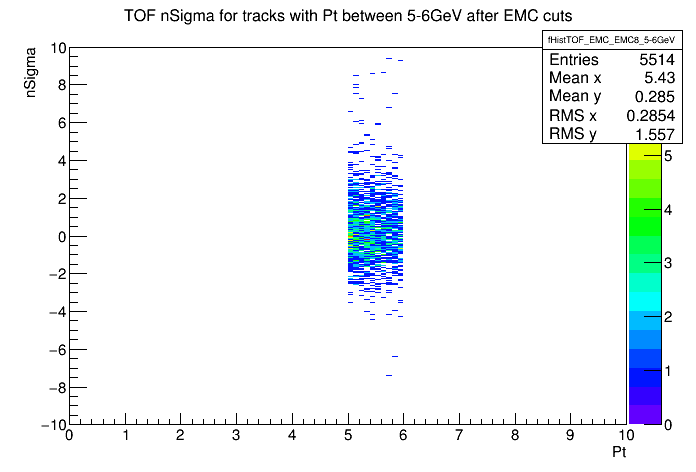 TOF nSigma for tracks with Pt between 5-6GeV after EMC cuts
fHistTOF_EMC_EMC8_5-6GeV
Entries 5514
Mean x 5.43
Mean y 0.285
RMS x 0.2854
RMS y 1.557
nSigma
10
8
6
4
2
0
−2
−4
−6
−8
−10
0 1 2 3 4 5 6 7 8 9 10
Pt
5
4
3
2
1
0